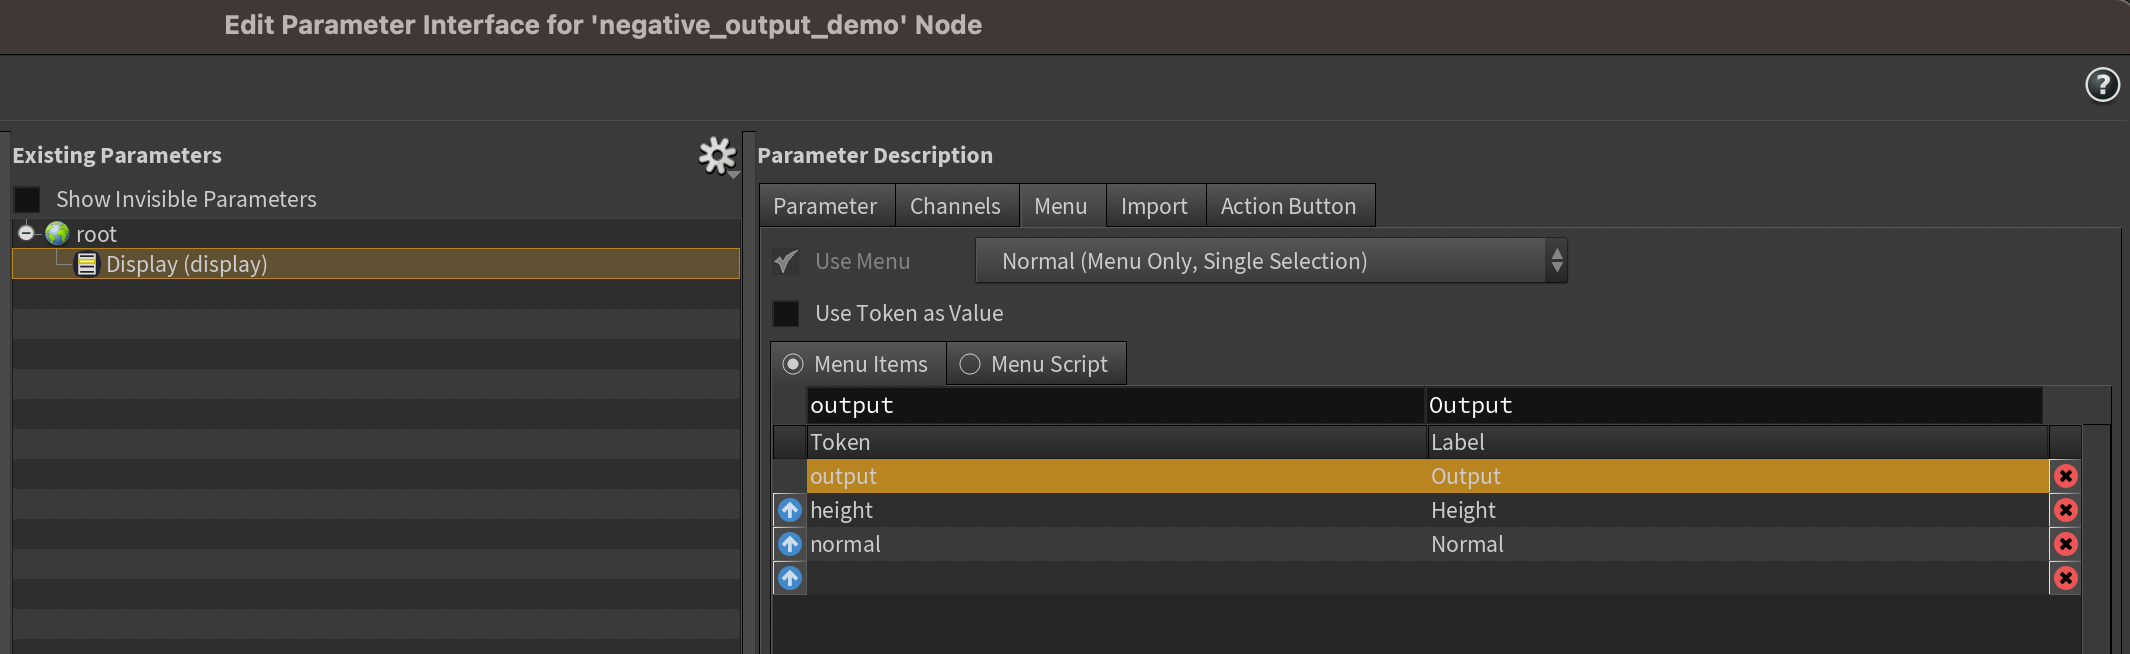 Edit Parameter Interface for 'negative_output_demo' Node
?
Existing Parameters
Show Invisible Parameters
root
Display (display)
Parameter Description
Parameter Channels Menu Import Action Button
Use Menu Normal (Menu Only, Single Selection)
Use Token as Value
Menu Items Menu Script
output Output
Token Label
output Output
height Height
normal Normal